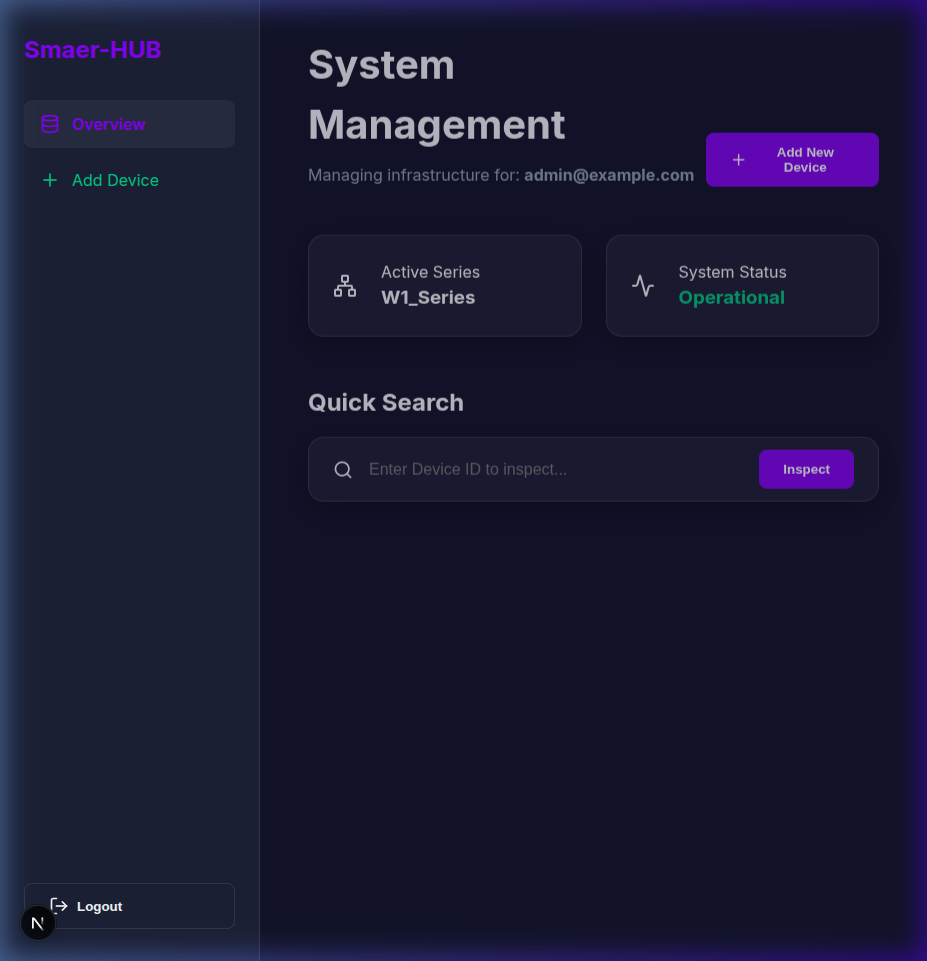 Smaer-HUB
Overview
Add Device
System
Management
Managing infrastructure for: admin@example.com
Add New
Device
Active Series
W1_Series
System Status
Operational
Quick Search
Enter Device ID to inspect...
Inspect
Logout
N